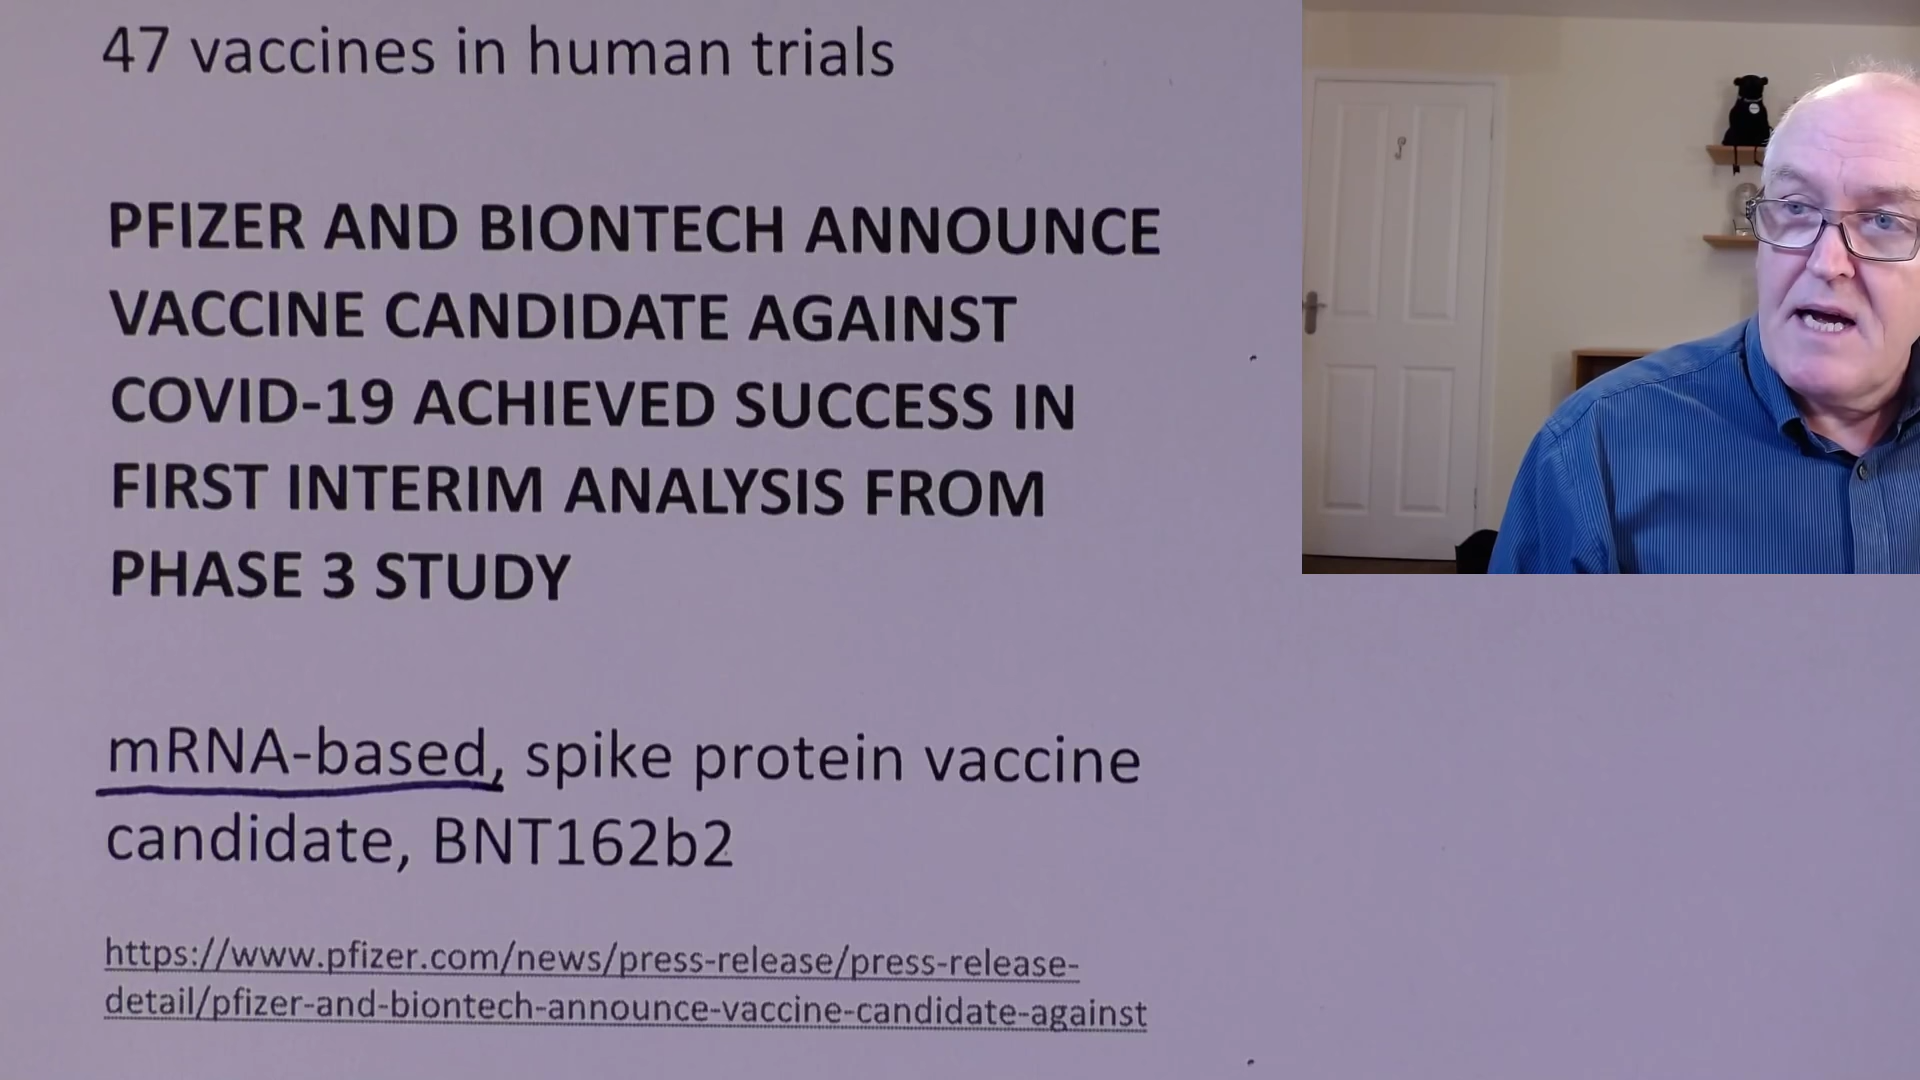 47 vaccines in human trials
PFIZER AND BIONTECH ANNOUNCE
VACCINE CANDIDATE AGAINST
COVID-19 ACHIEVED SUCCESS IN
FIRST INTERIM ANALYSIS FROM
PHASE 3 STUDY
mRNA-based, spike protein vaccine
candidate, BNT162b2
https://www.pfizer.com/news/press-release/press-release-
detail/pfizer-and-biontech-announce-vaccine-candidate-against